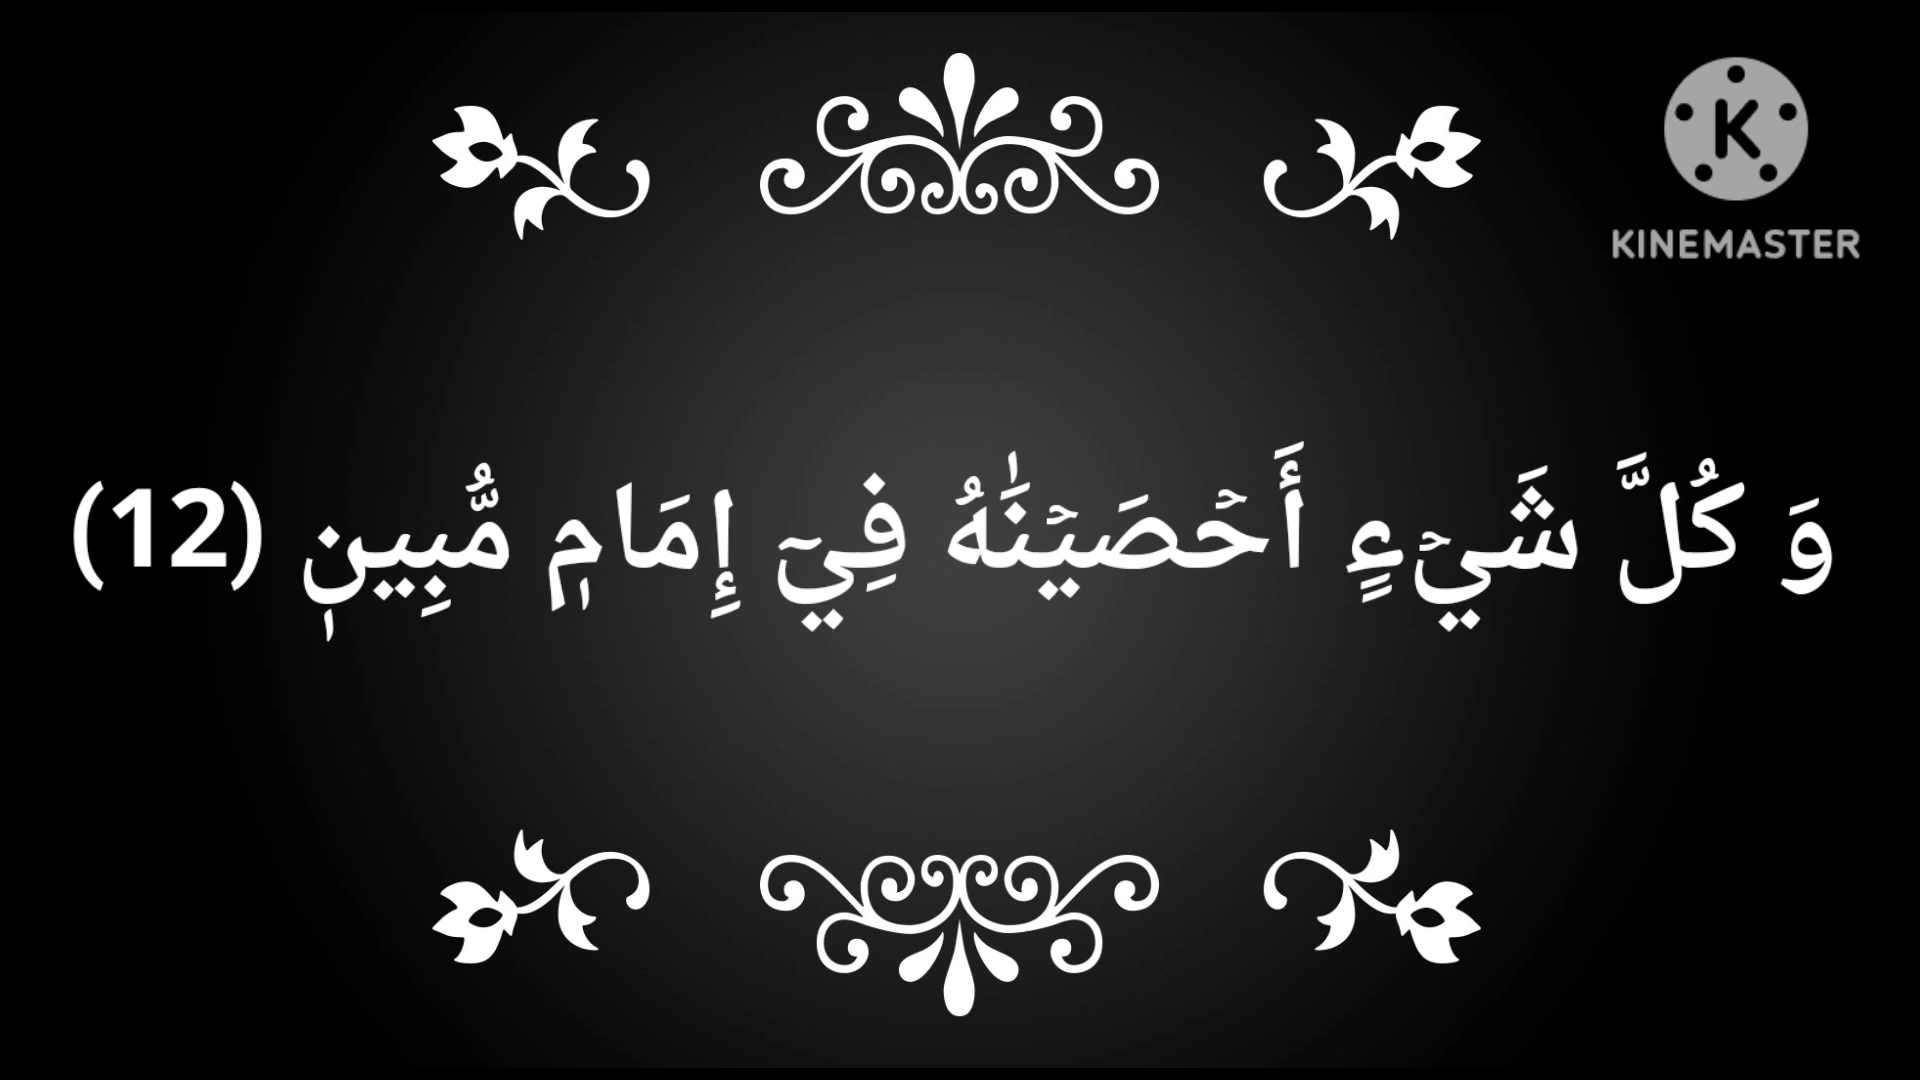 KINEMASTER
وَ كُلَّ شَيۡءٍ أَحۡصَيۡنَٰهُ فِيٓ إِمَامٖ مُّبِينٖ (12)